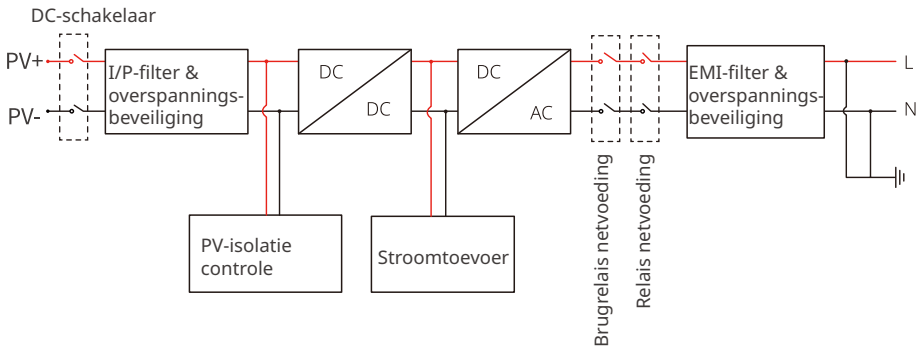 DC-schakelaar
PV+
PV-
I/P-filter &
overspannings-
beveiliging
DC
DC
DC
AC
EMI-filter &
overspannings-
beveiliging
L
N
PV-isolatie
controle
Stroomtoevoer
Brugrelais netvoeding
Relais netvoeding